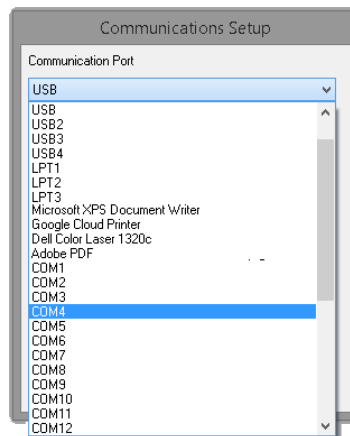 Communications Setup
Communication Port
USB
USB
USB2
USB3
USB4
LPT1
LPT2
LPT3
Microsoft XPS Document Writer
Google Cloud Printer
Dell Color Laser 1320c
Adobe PDF
COM1
COM2
COM3
COM4
COM5
COM6
COM7
COM8
COM9
COM10
COM11
COM12